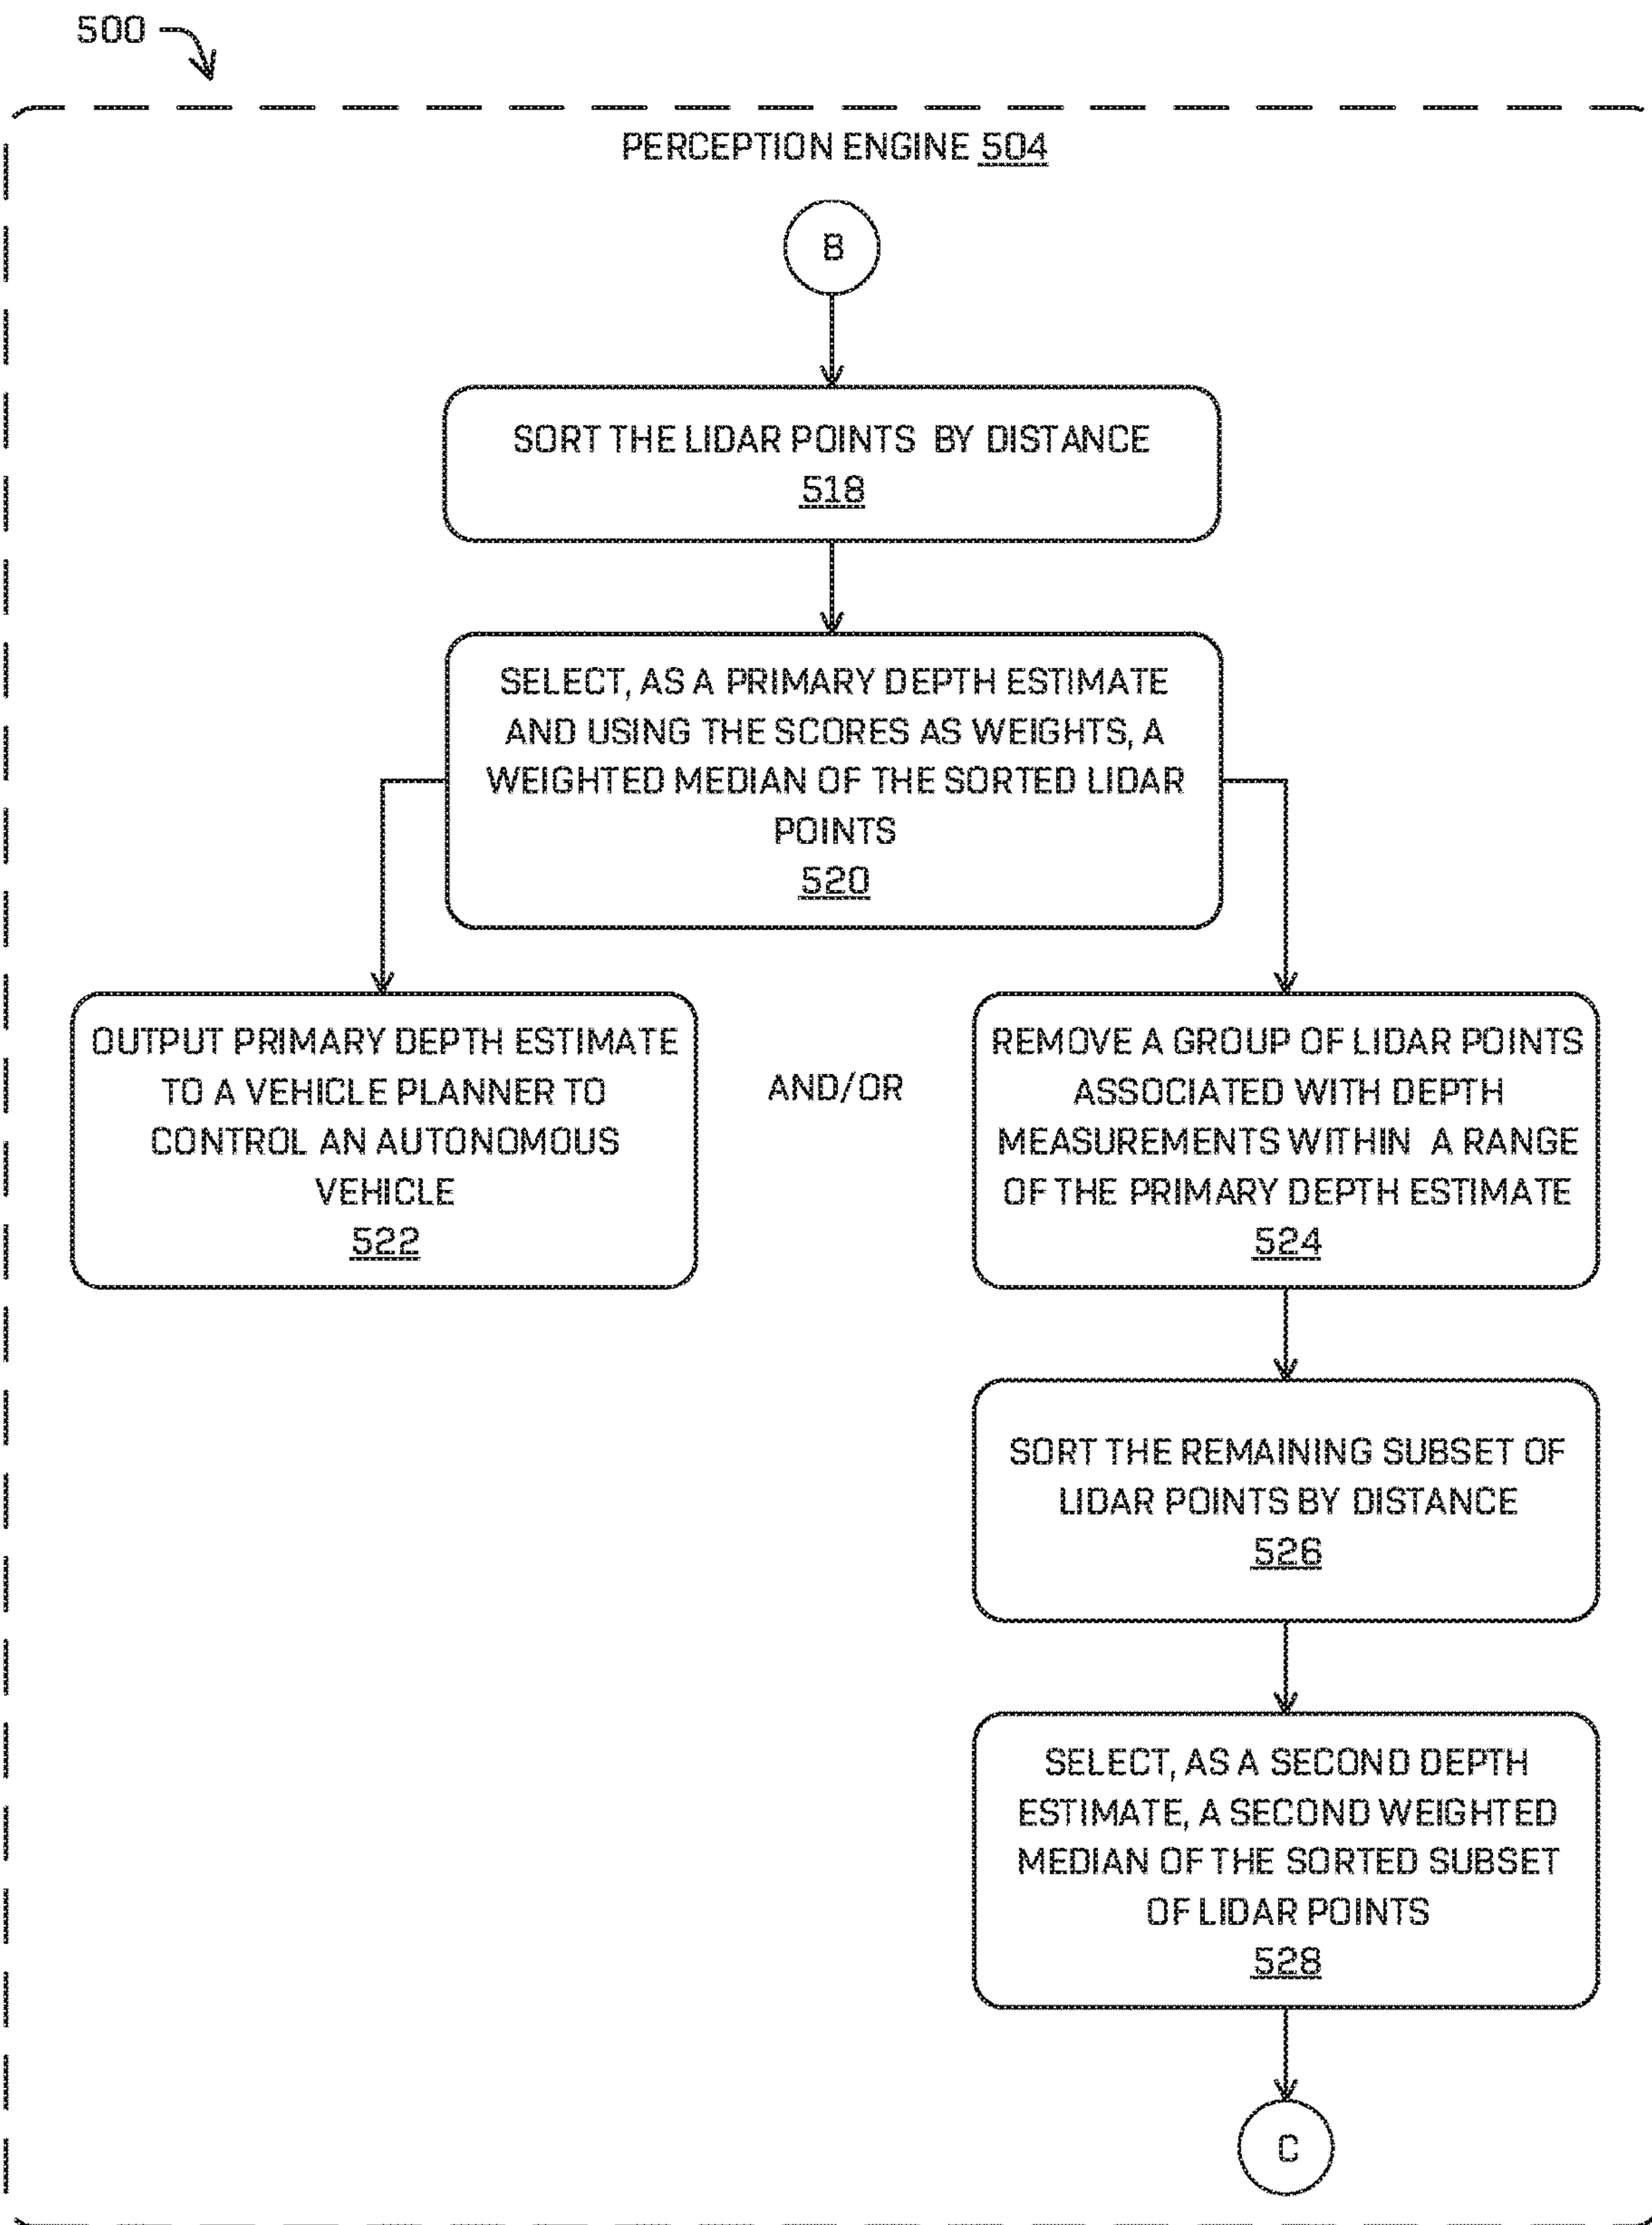 500
PERCEPTION ENGINE 504
B
SORT THE LIDAR POINTS BY DISTANCE
518
SELECT, AS A PRIMARY DEPTH ESTIMATE
AND USING THE SCORES AS WEIGHTS, A
WEIGHTED MEDIAN OF THE SORTED LIDAR
POINTS
520
OUTPUT PRIMARY DEPTH ESTIMATE
TO A VEHICLE PLANNER TO
CONTROL AN AUTONOMOUS
VEHICLE
522
AND/OR
REMOVE A GROUP OF LIDAR POINTS
ASSOCIATED WITH DEPTH
MEASUREMENTS WITHIN A RANGE
OF THE PRIMARY DEPTH ESTIMATE
524
SORT THE REMAINING SUBSET OF
LIDAR POINTS BY DISTANCE
526
SELECT, AS A SECOND DEPTH
ESTIMATE, A SECOND WEIGHTED
MEDIAN OF THE SORTED SUBSET
OF LIDAR POINTS
528
C